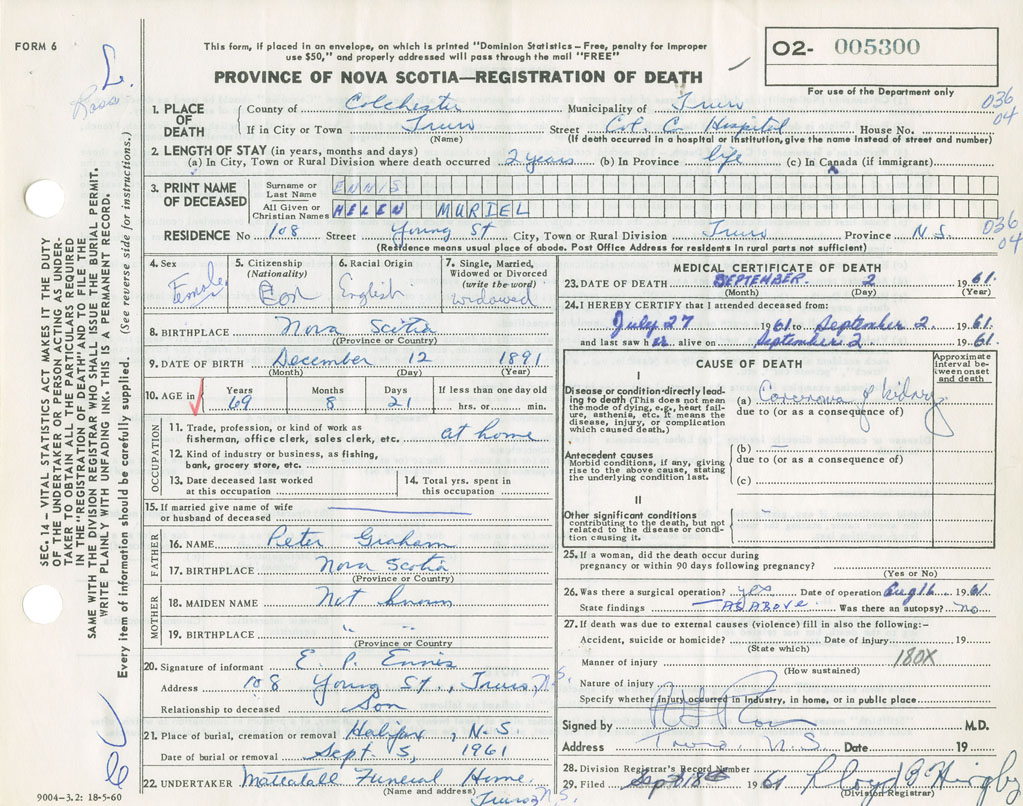 FORM 6
This form, if placed in an envelope, on which is printed "Dominion Statistics – Free, penalty for improper
use $50," and properly addressed will pass through the mail "FREE"
PROVINCE OF NOVA SCOTIA—REGISTRATION OF DEATH
02- 005300
For use of the Department only
Ross
036
04
1. PLACE OF DEATH
County of Colchester Municipality of Truro
If in City or Town Truro Street Col. C. Hospital House No.
(Name) (If death occurred in a hospital or institution, give the name instead of street and number)
2. LENGTH OF STAY (in years, months and days)
(a) In City, Town or Rural Division where death occurred 2 years (b) In Province life (c) In Canada (if immigrant)
3. PRINT NAME OF DECEASED
Surname or Last Name ENNIS
All Given or Christian Names HELEN MURIEL
RESIDENCE No 108 Street Young St City, Town or Rural Division Truro Province N.S.
036
04
(Residence means usual place of abode. Post Office Address for residents in rural parts not sufficient)
4. Sex Female
5. Citizenship (Nationality) Can
6. Racial Origin English
7. Single, Married, Widowed or Divorced (write the word) widowed
8. BIRTHPLACE Nova Scotia
(Province or Country)
9. DATE OF BIRTH December 12 1891
(Month) (Day) (Year)
10. AGE in Years 69 Months 8 Days 21 If less than one day old hrs. or min.
OCCUPATION
11. Trade, profession, or kind of work as
fisherman, office clerk, sales clerk, etc. at home
12. Kind of industry or business, as fishing,
bank, grocery store, etc.
13. Date deceased last worked at this occupation
14. Total yrs. spent in this occupation
15. If married give name of wife
or husband of deceased
FATHER
16. NAME Peter Graham
17. BIRTHPLACE Nova Scotia
(Province or Country)
MOTHER
18. MAIDEN NAME Not known
19. BIRTHPLACE " "
(Province or Country)
20. Signature of informant E. P. Ennis
Address 108 Young St., Truro, N.S.
Relationship to deceased Son
21. Place of burial, cremation or removal Halifax, N.S.
Date of burial or removal Sept. 5, 1961
22. UNDERTAKER Mattatall Funeral Home
(Name and address) Truro, N.S.
9004-3.2: 18-5-60
MEDICAL CERTIFICATE OF DEATH
23. DATE OF DEATH SEPTEMBER 2 1961
(Month) (Day) (Year)
24. I HEREBY CERTIFY that I attended deceased from:
July 27 1961 to September 2 1961
and last saw her alive on September 2 1961.
CAUSE OF DEATH
Approximate interval between onset and death
I
Disease or condition-directly leading to death (This does not mean the mode of dying, e.g., heart failure, asthenia, etc. It means the disease, injury, or complication which caused death.)
(a) Carcinoma of kidney
due to (or as a consequence of)
Antecedent causes
Morbid conditions, if any, giving rise to the above cause, stating the underlying condition last.
(b) —
due to (or as a consequence of)
(c)
II
Other significant conditions
contributing to the death, but not related to the disease or condition causing it.
25. If a woman, did the death occur during
pregnancy or within 90 days following pregnancy?
(Yes or No)
26. Was there a surgical operation? yes Date of operation Aug 16 1961
State findings AS ABOVE. Was there an autopsy? no
27. If death was due to external causes (violence) fill in also the following:—
Accident, suicide or homicide? Date of injury 19
(State which)
Manner of injury 180X
(How sustained)
Nature of injury
Specify whether injury occurred in industry, in home, or in public place
Signed by M.D.
Address Truro, N.S. Date 19
28. Division Registrar's Record Number
29. Filed Sept 18 1961
(Division Registrar)
SEC. 14 – VITAL STATISTICS ACT MAKES IT THE DUTY
OF THE UNDERTAKER OR PERSON ACTING AS UNDER-
TAKER TO OBTAIN ALL THE PARTICULARS REQUIRED
IN THE "REGISTRATION OF DEATH" AND TO FILE THE
SAME WITH THE DIVISION REGISTRAR WHO SHALL ISSUE THE BURIAL PERMIT.
WRITE PLAINLY WITH UNFADING INK. THIS IS A PERMANENT RECORD.
Every item of information should be carefully supplied. (See reverse side for instructions.)